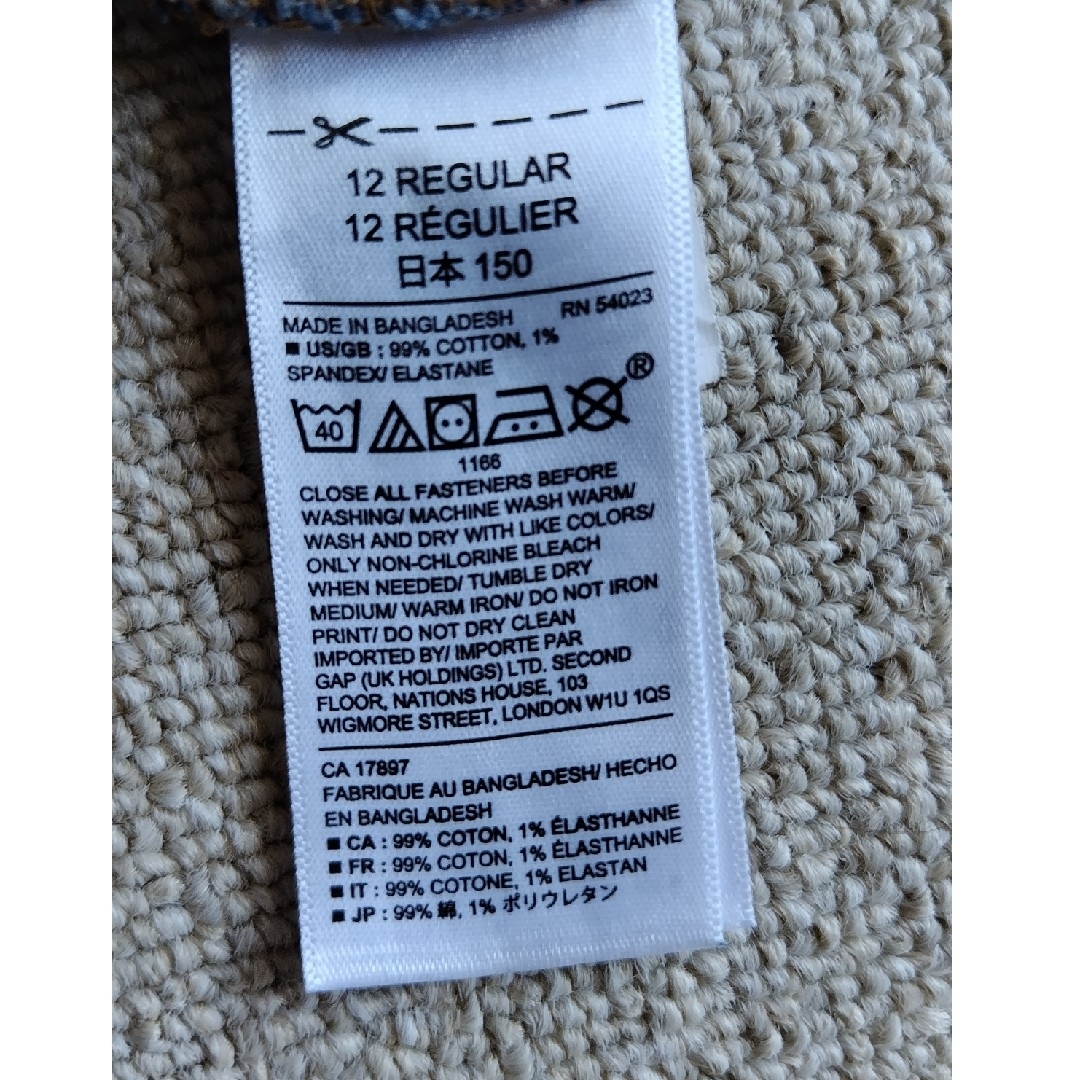 12 REGULAR
12 RÉGULIER
日本 150
MADE IN BANGLADESH RN 54023
■ US/GB : 99% COTTON, 1%
SPANDEX/ ELASTANE
®
40
1166
CLOSE ALL FASTENERS BEFORE
WASHING/ MACHINE WASH WARM/
WASH AND DRY WITH LIKE COLORS/
ONLY NON-CHLORINE BLEACH
WHEN NEEDED/ TUMBLE DRY
MEDIUM/ WARM IRON/ DO NOT IRON
PRINT/ DO NOT DRY CLEAN
IMPORTED BY/ IMPORTE PAR
GAP (UK HOLDINGS) LTD. SECOND
FLOOR, NATIONS HOUSE, 103
WIGMORE STREET, LONDON W1U 1QS
CA 17897
FABRIQUE AU BANGLADESH/ HECHO
EN BANGLADESH
■ CA : 99% COTON, 1% ÉLASTHANNE
■ FR : 99% COTON, 1% ÉLASTHANNE
■ IT : 99% COTONE, 1% ELASTAN
■ JP : 99% 綿, 1% ポリウレタン